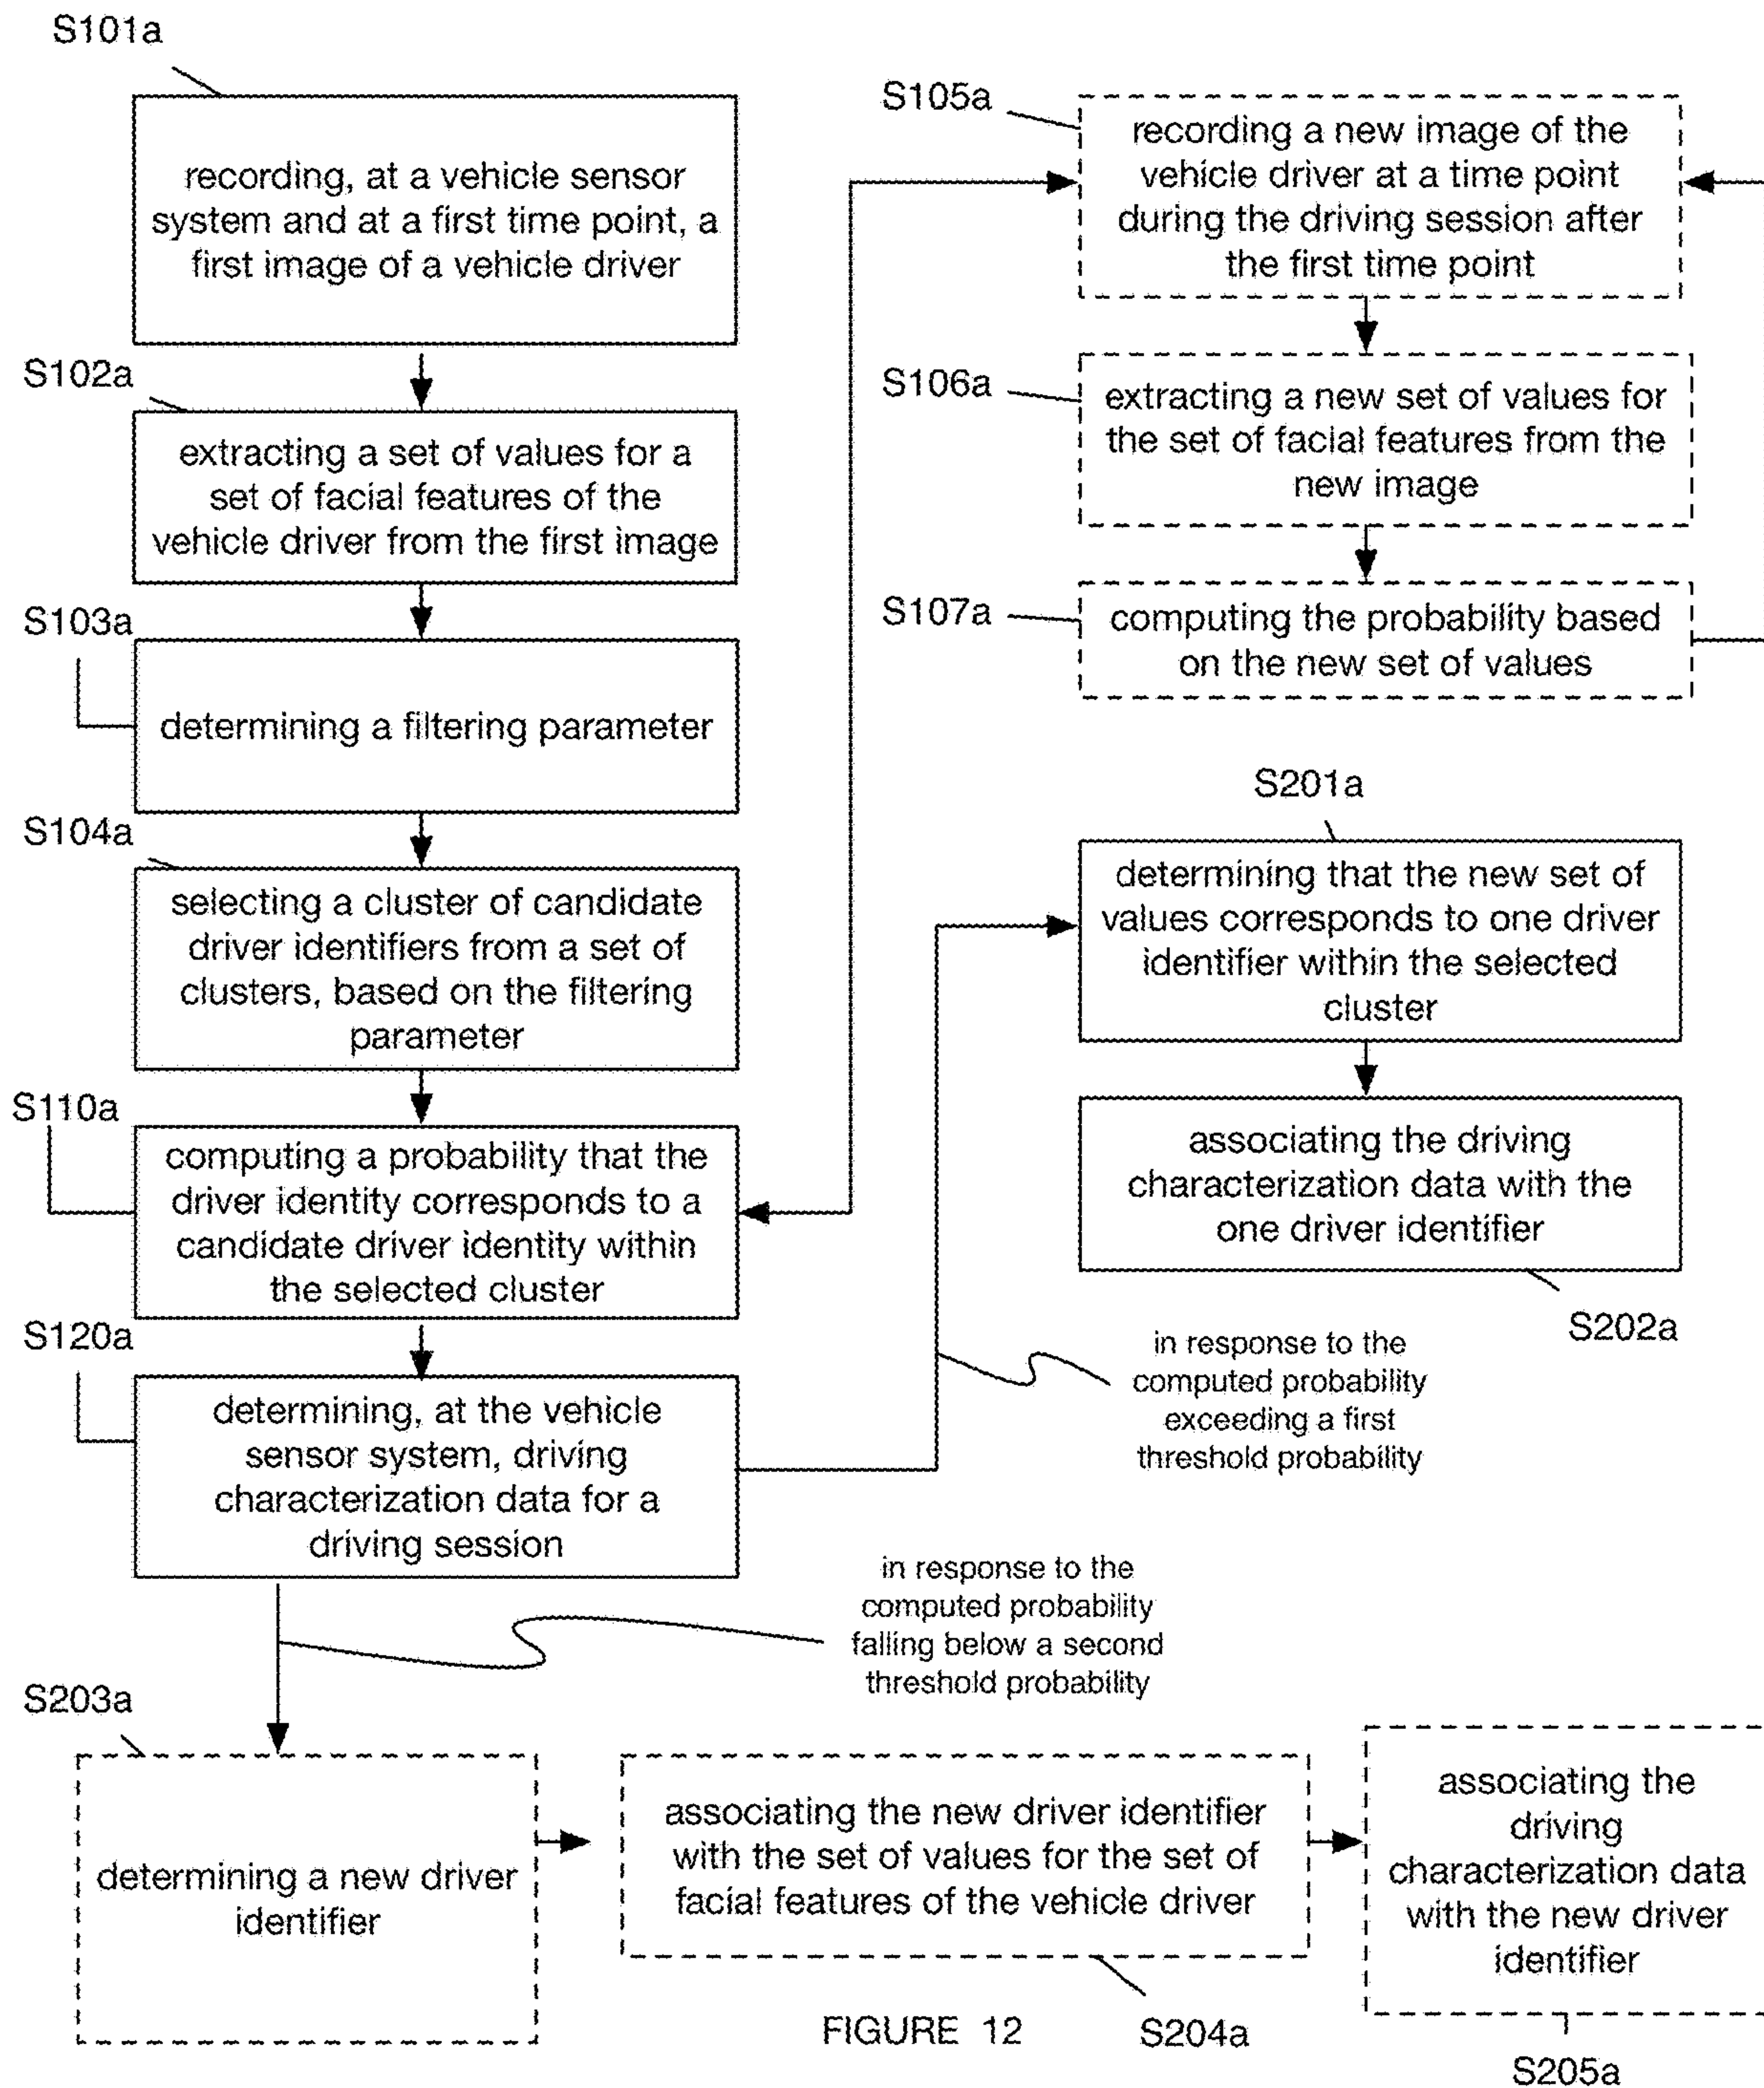 S101a
recording, at a vehicle sensor
system and at a first time point, a
first image of a vehicle driver
S102a
extracting a set of values for a
set of facial features of the
vehicle driver from the first image
S103a
determining a filtering parameter
S104a
selecting a cluster of candidate
driver identifiers from a set of
clusters, based on the filtering
parameter
S110a
computing a probability that the
driver identity corresponds to a
candidate driver identity within
the selected cluster
S120a
determining, at the vehicle
sensor system, driving
characterization data for a
driving session
S105a
recording a new image of the
vehicle driver at a time point
during the driving session after
the first time point
S106a
extracting a new set of values for
the set of facial features from the
new image
S107a
computing the probability based
on the new set of values
S201a
determining that the new set of
values corresponds to one driver
identifier within the selected
cluster
associating the driving
characterization data with the
one driver identifier
S202a
in response to the
computed probability
exceeding a first
threshold probability
in response to the
computed probability
falling below a second
threshold probability
S203a
determining a new driver
identifier
associating the new driver identifier
with the set of values for the set of
facial features of the vehicle driver
S204a
associating the
driving
characterization data
with the new driver
identifier
S205a
FIGURE 12